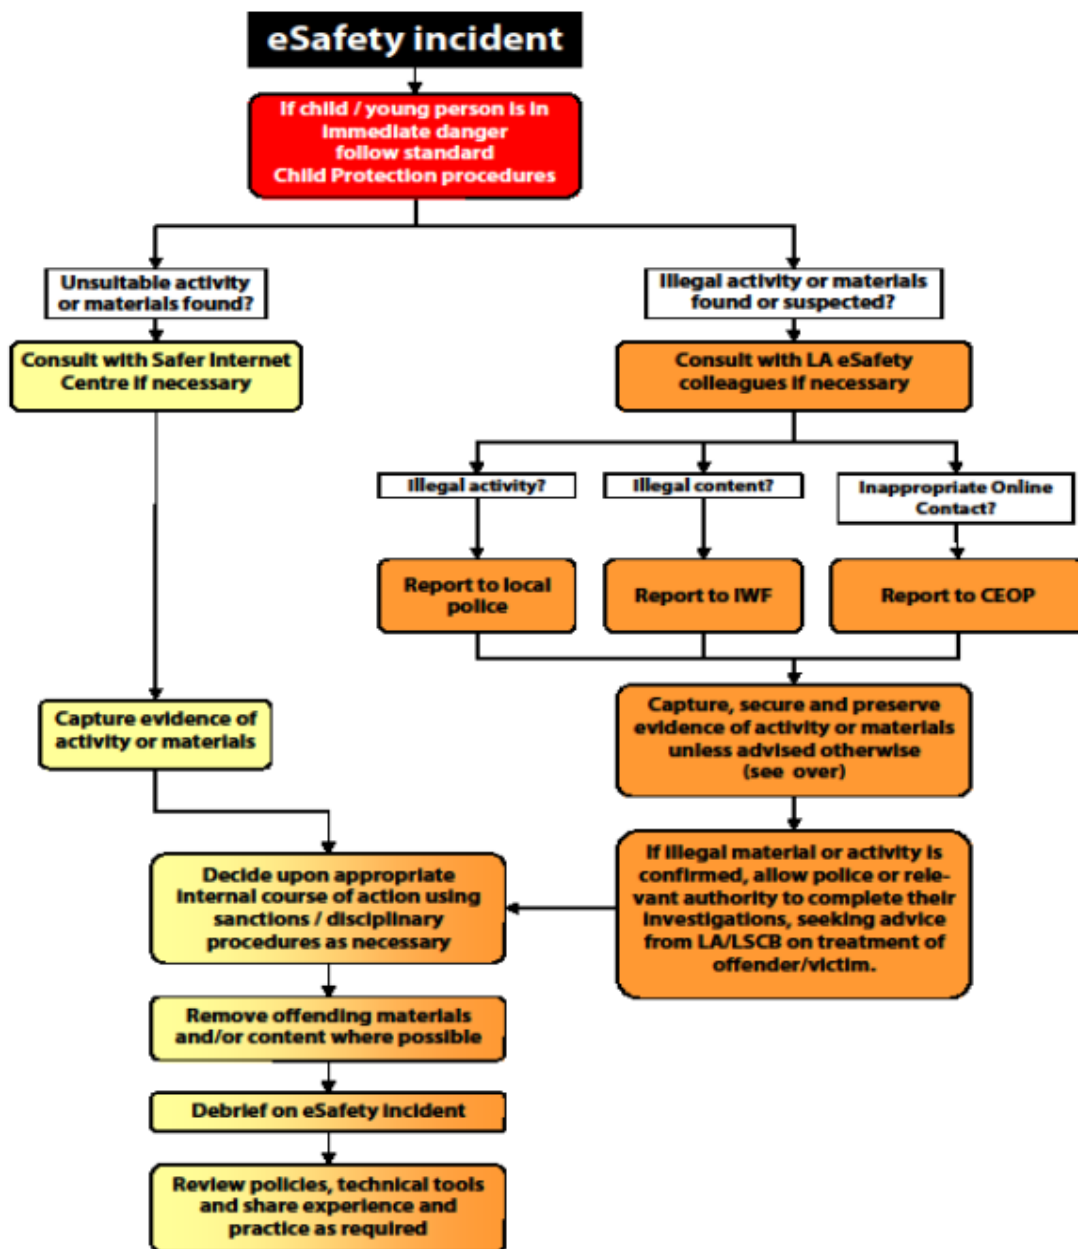 eSafety incident
If child / young person is in
immediate danger
follow standard
Child Protection procedures
Unsuitable activity
or materials found?
Illegal activity or materials
found or suspected?
Consult with Safer Internet
Centre if necessary
Consult with LA eSafety
colleagues if necessary
Illegal activity?
Illegal content?
Inappropriate Online
Contact?
Report to local
police
Report to IWF
Report to CEOP
Capture evidence of
activity or materials
Capture, secure and preserve
evidence of activity or materials
unless advised otherwise
(see over)
If illegal material or activity is
confirmed, allow police or rele-
vant authority to complete their
investigations, seeking advice
from LA/LSCB on treatment of
offender/victim.
Decide upon appropriate
internal course of action using
sanctions / disciplinary
procedures as necessary
Remove offending materials
and/or content where possible
Debrief on eSafety incident
Review policies, technical tools
and share experience and
practice as required